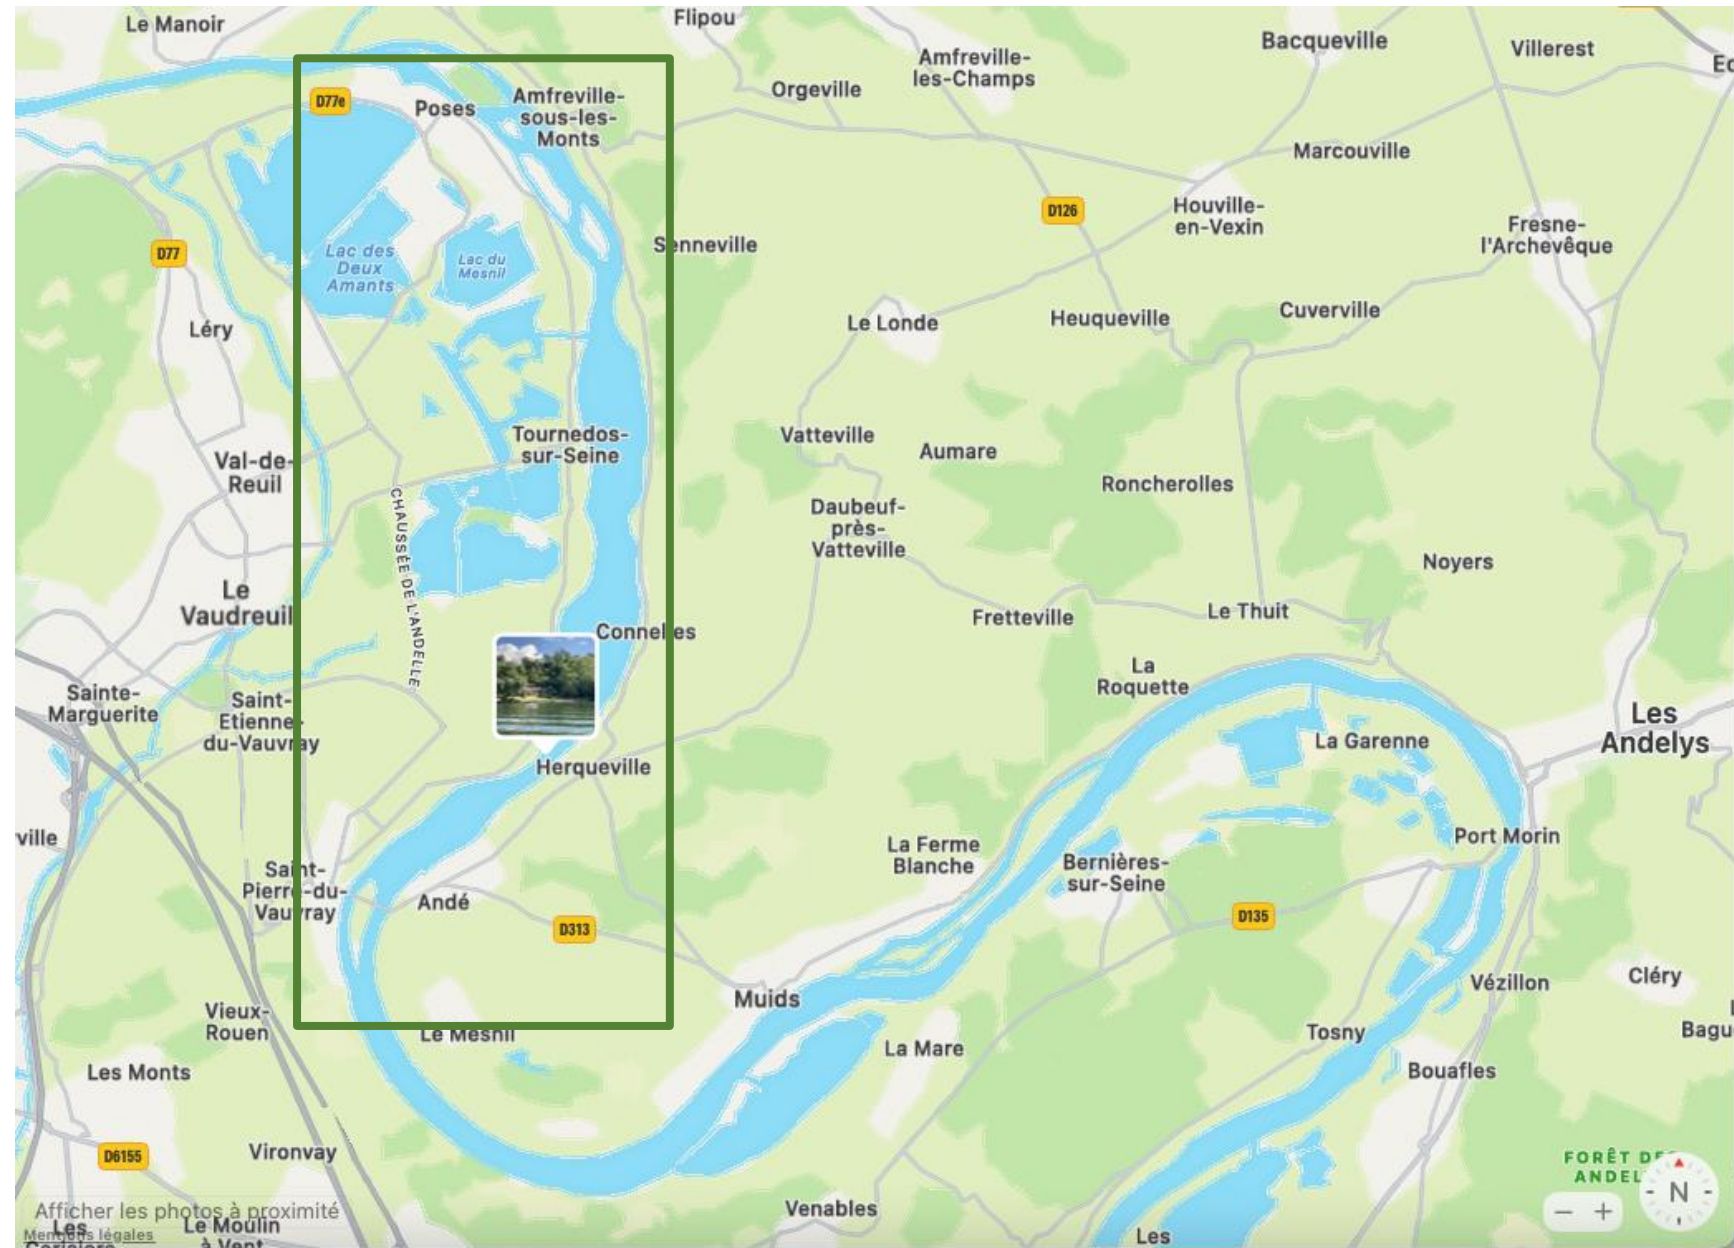 Le Manoir
Flipou
Bacqueville
Villerest
Amfreville-
les-Champs
Orgeville
D77e
Poses
Amfreville-
sous-les-
Monts
Marcouville
D126
Houville-
en-Vexin
Fresne-
l'Archevêque
D77
Lac des
Deux
Amants
Lac du
Mesnil
Senneville
Léry
Le Londe
Heuqueville
Cuverville
Val-de-
Reuil
Tournedos-
sur-Seine
Vatteville
Aumare
Roncherolles
CHAUSSÉE DE L'ANDELLE
Daubeuf-
près-
Vatteville
Noyers
Le
Vaudreuil
Connelles
Fretteville
Le Thuit
La
Roquette
Sainte-
Marguerite
Saint-
Etienne-
du-Vauvray
Les
Andelys
La Garenne
Herqueville
ville
Port Morin
La Ferme
Blanche
Bernières-
sur-Seine
Saint-
Pierre-du-
Vauvray
Andé
D313
D135
Muids
Vézillon
Cléry
Vieux-
Rouen
Le Mesnil
La Mare
Tosny
Bagu
Les Monts
Bouafles
D6155
Vironvay
FORÊT DES
ANDEL
N
Afficher les photos à proximité
Venables
Les
Le Moulin
à Vent
Mentions légales
Les